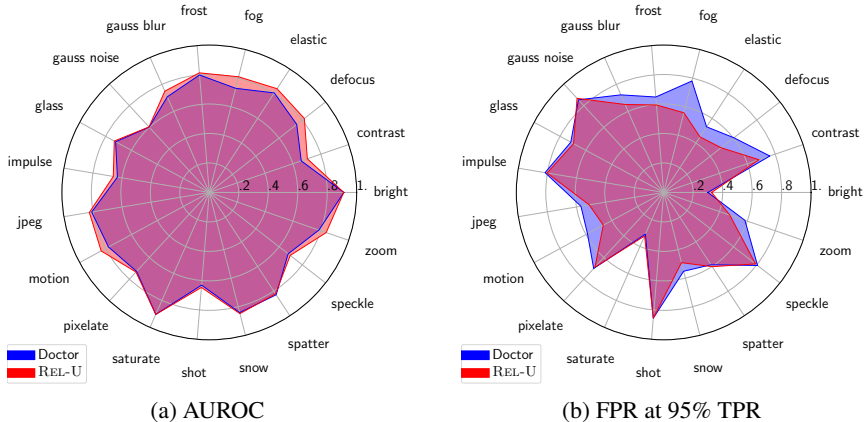 frost
fog
gauss blur
elastic
gauss noise
defocus
glass
contrast
impulse
.2 .4 .6 .8 1.
bright
jpeg
zoom
motion
speckle
pixelate
spatter
saturate
snow
shot
Doctor
REL-U
(a) AUROC
frost
fog
gauss blur
elastic
gauss noise
defocus
glass
contrast
impulse
.2 .4 .6 .8 1.
bright
jpeg
zoom
motion
speckle
pixelate
spatter
saturate
snow
shot
Doctor
REL-U
(b) FPR at 95% TPR